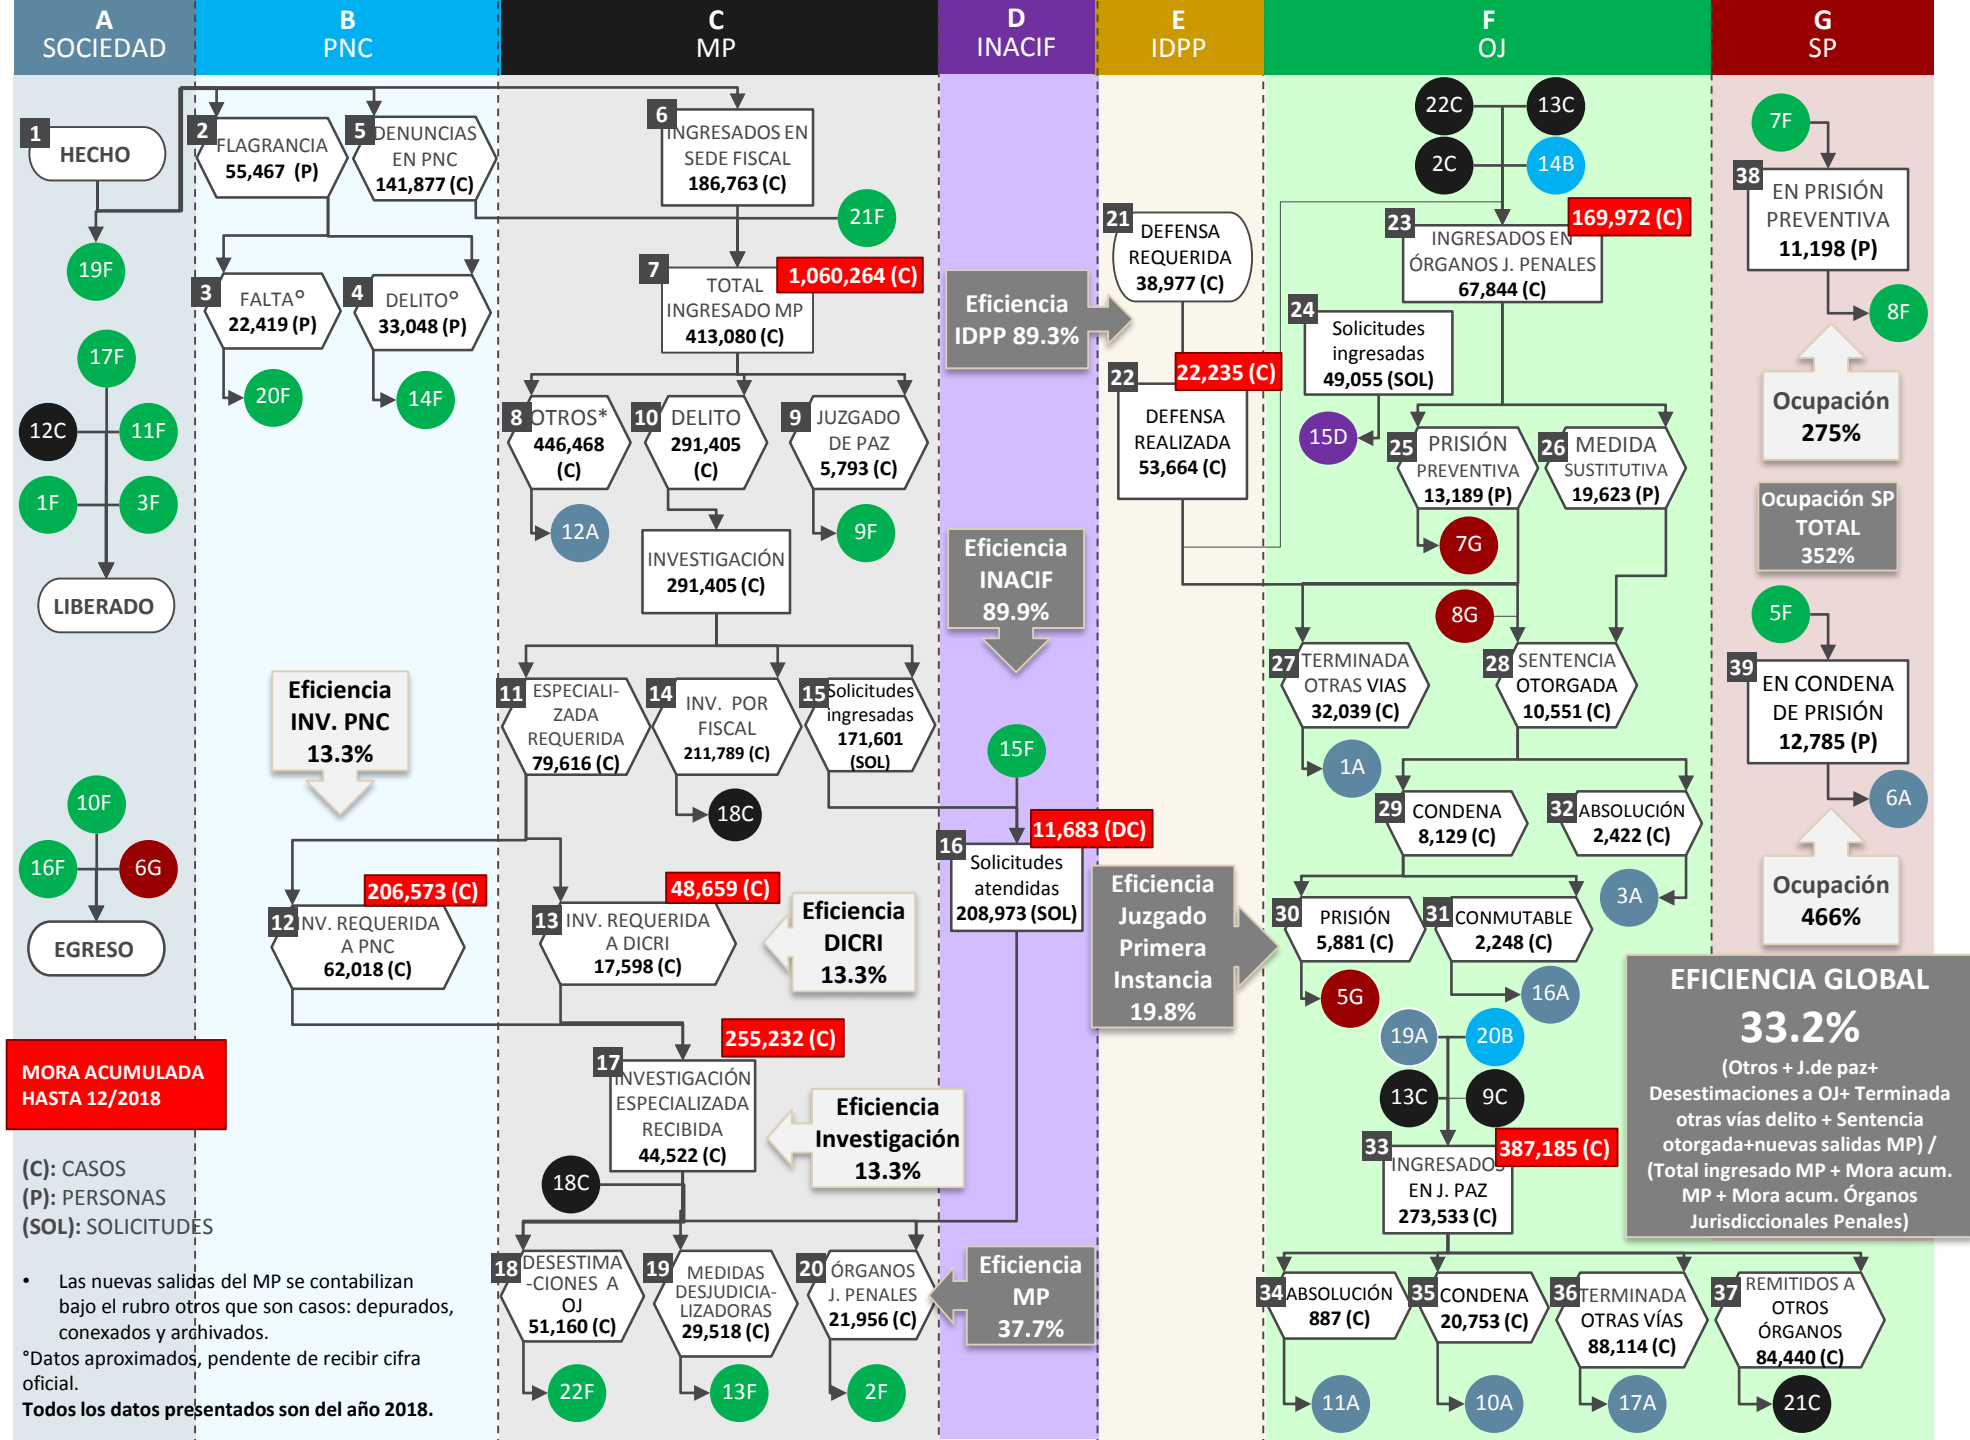 A
SOCIEDAD
B
PNC
C
MP
D
INACIF
E
IDPP
F
OJ
G
SP
1
HECHO
19F
17F
12C
11F
1F
3F
LIBERADO
10F
16F
6G
EGRESO
MORA ACUMULADA
HASTA 12/2018
(C): CASOS
(P): PERSONAS
(SOL): SOLICITUDES
• Las nuevas salidas del MP se contabilizan
bajo el rubro otros que son casos: depurados,
conexados y archivados.
°Datos aproximados, pendente de recibir cifra
oficial.
Todos los datos presentados son del año 2018.
2
FLAGRANCIA
55,467 (P)
5
DENUNCIAS
EN PNC
141,877 (C)
3
FALTA°
22,419 (P)
4
DELITO°
33,048 (P)
20F
14F
Eficiencia
INV. PNC
13.3%
206,573 (C)
12
INV. REQUERIDA
A PNC
62,018 (C)
6
INGRESADOS EN
SEDE FISCAL
186,763 (C)
21F
7
1,060,264 (C)
TOTAL
INGRESADO MP
413,080 (C)
8
OTROS*
446,468
(C)
10
DELITO
291,405
(C)
9
JUZGADO
DE PAZ
5,793 (C)
12A
9F
INVESTIGACIÓN
291,405 (C)
11
ESPECIALI-
ZADA
REQUERIDA
79,616 (C)
14
INV. POR
FISCAL
211,789 (C)
15
Solicitudes
ingresadas
171,601
(SOL)
18C
48,659 (C)
13
INV. REQUERIDA
A DICRI
17,598 (C)
Eficiencia
DICRI
13.3%
255,232 (C)
17
INVESTIGACIÓN
ESPECIALIZADA
RECIBIDA
44,522 (C)
Eficiencia
Investigación
13.3%
18C
18
DESESTIMA
-CIONES A
OJ
51,160 (C)
19
MEDIDAS
DESJUDICIA-
LIZADORAS
29,518 (C)
20
ÓRGANOS
J. PENALES
21,956 (C)
22F
13F
2F
Eficiencia
IDPP 89.3%
Eficiencia
INACIF
89.9%
15F
11,683 (DC)
16
Solicitudes
atendidas
208,973 (SOL)
Eficiencia
MP
37.7%
21
DEFENSA
REQUERIDA
38,977 (C)
22,235 (C)
22
DEFENSA
REALIZADA
53,664 (C)
Eficiencia
Juzgado
Primera
Instancia
19.8%
22C
13C
2C
14B
169,972 (C)
23
INGRESADOS EN
ÓRGANOS J. PENALES
67,844 (C)
24
Solicitudes
ingresadas
49,055 (SOL)
15D
25
PRISIÓN
PREVENTIVA
13,189 (P)
26
MEDIDA
SUSTITUTIVA
19,623 (P)
7G
8G
27
TERMINADA
OTRAS VIAS
32,039 (C)
28
SENTENCIA
OTORGADA
10,551 (C)
1A
29
CONDENA
8,129 (C)
32
ABSOLUCIÓN
2,422 (C)
3A
30
PRISIÓN
5,881 (C)
31
CONMUTABLE
2,248 (C)
5G
16A
19A
20B
13C
9C
387,185 (C)
33
INGRESADOS
EN J. PAZ
273,533 (C)
34
ABSOLUCIÓN
887 (C)
35
CONDENA
20,753 (C)
36
TERMINADA
OTRAS VÍAS
88,114 (C)
37
REMITIDOS A
OTROS
ÓRGANOS
84,440 (C)
11A
10A
17A
21C
7F
38
EN PRISIÓN
PREVENTIVA
11,198 (P)
8F
Ocupación
275%
Ocupación SP
TOTAL
352%
5F
39
EN CONDENA
DE PRISIÓN
12,785 (P)
6A
Ocupación
466%
EFICIENCIA GLOBAL
33.2%
(Otros + J.de paz+
Desestimaciones a OJ+ Terminada
otras vías delito + Sentencia
otorgada+nuevas salidas MP) /
(Total ingresado MP + Mora acum.
MP + Mora acum. Órganos
Jurisdiccionales Penales)